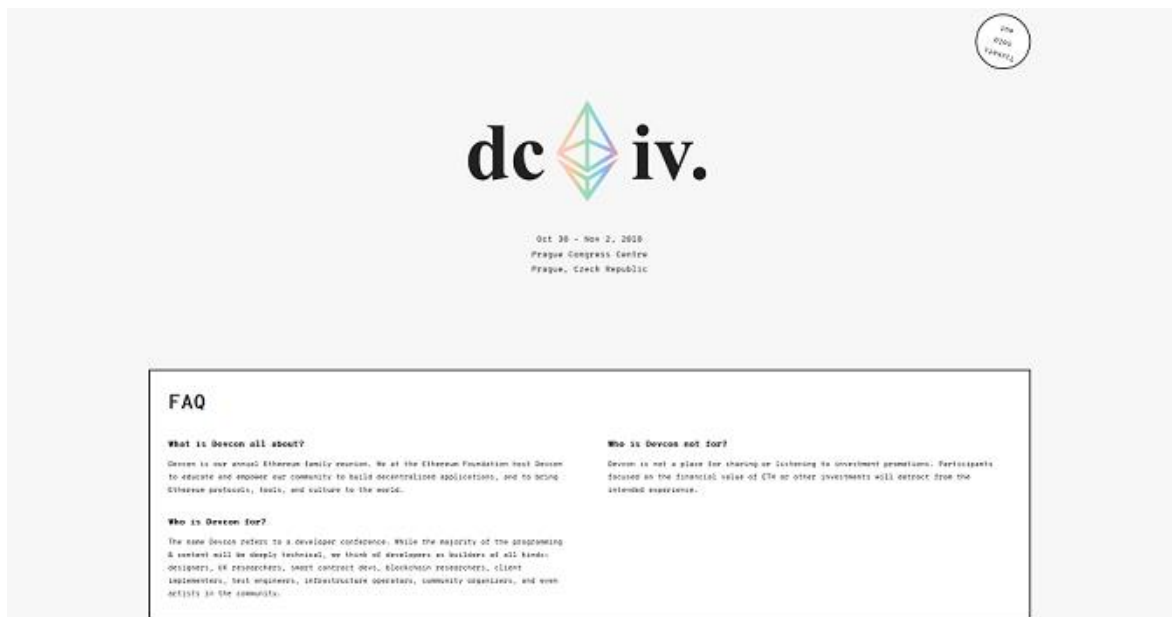 Tickets
Sold
Out
dc iv.
Oct 30 - Nov 2, 2018
Prague Congress Centre
Prague, Czech Republic
FAQ
What is Devcon all about?
Devcon is our annual Ethereum family reunion. We at the Ethereum Foundation host Devcon
to educate and empower our community to build decentralized applications, and to bring
Ethereum protocols, tools, and culture to the world.
Who is Devcon for?
The name Devcon refers to a developer conference. While the majority of the programming
& content will be deeply technical, we think of developers as builders of all kinds:
designers, UX researchers, smart contract devs, blockchain researchers, client
implementers, test engineers, infrastructure operators, community organizers, and even
artists in the community.
Who is Devcon not for?
Devcon is not a place for sharing or listening to investment promotions. Participants
focused on the financial value of ETH or other investments will detract from the
intended experience.